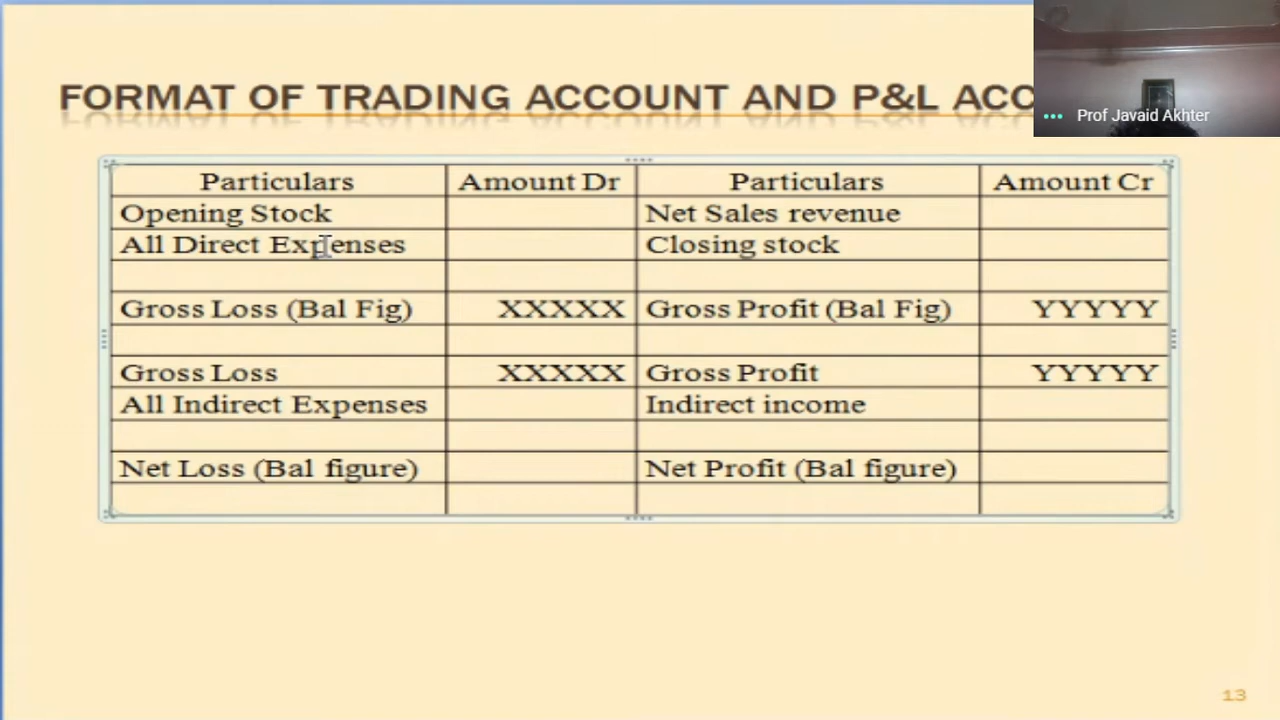 FORMAT OF TRADING ACCOUNT AND P&L ACC
Prof Javaid Akhter
Particulars Amount Dr Particulars Amount Cr
Opening Stock Net Sales revenue
All Direct Expenses Closing stock
Gross Loss (Bal Fig) XXXXX Gross Profit (Bal Fig) YYYYY
Gross Loss XXXXX Gross Profit YYYYY
All Indirect Expenses Indirect income
Net Loss (Bal figure) Net Profit (Bal figure)
13